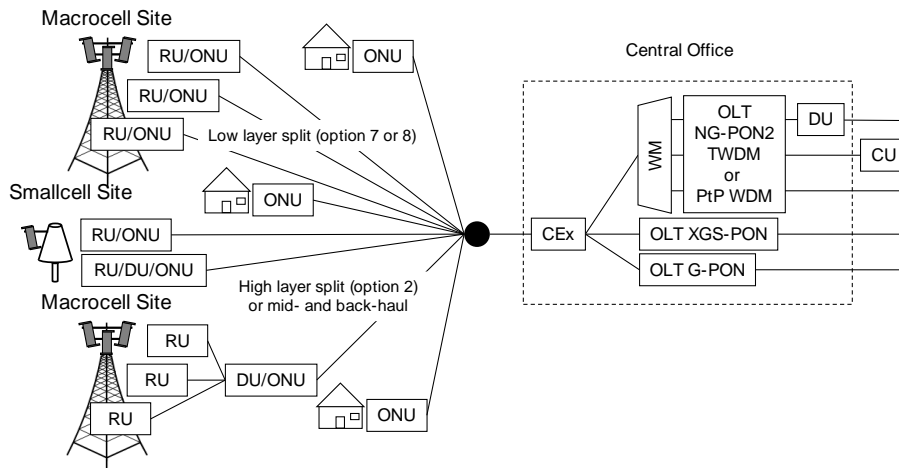 Macrocell Site
RU/ONU
RU/ONU
RU/ONU
ONU
Low layer split (option 7 or 8)
ONU
Smallcell Site
RU/ONU
RU/DU/ONU
High layer split (option 2)
or mid- and back-haul
Macrocell Site
RU
RU
RU
DU/ONU
ONU
Central Office
CEx
WM
OLT
NG-PON2
TWDM
or
PtP WDM
DU
CU
OLT XGS-PON
OLT G-PON